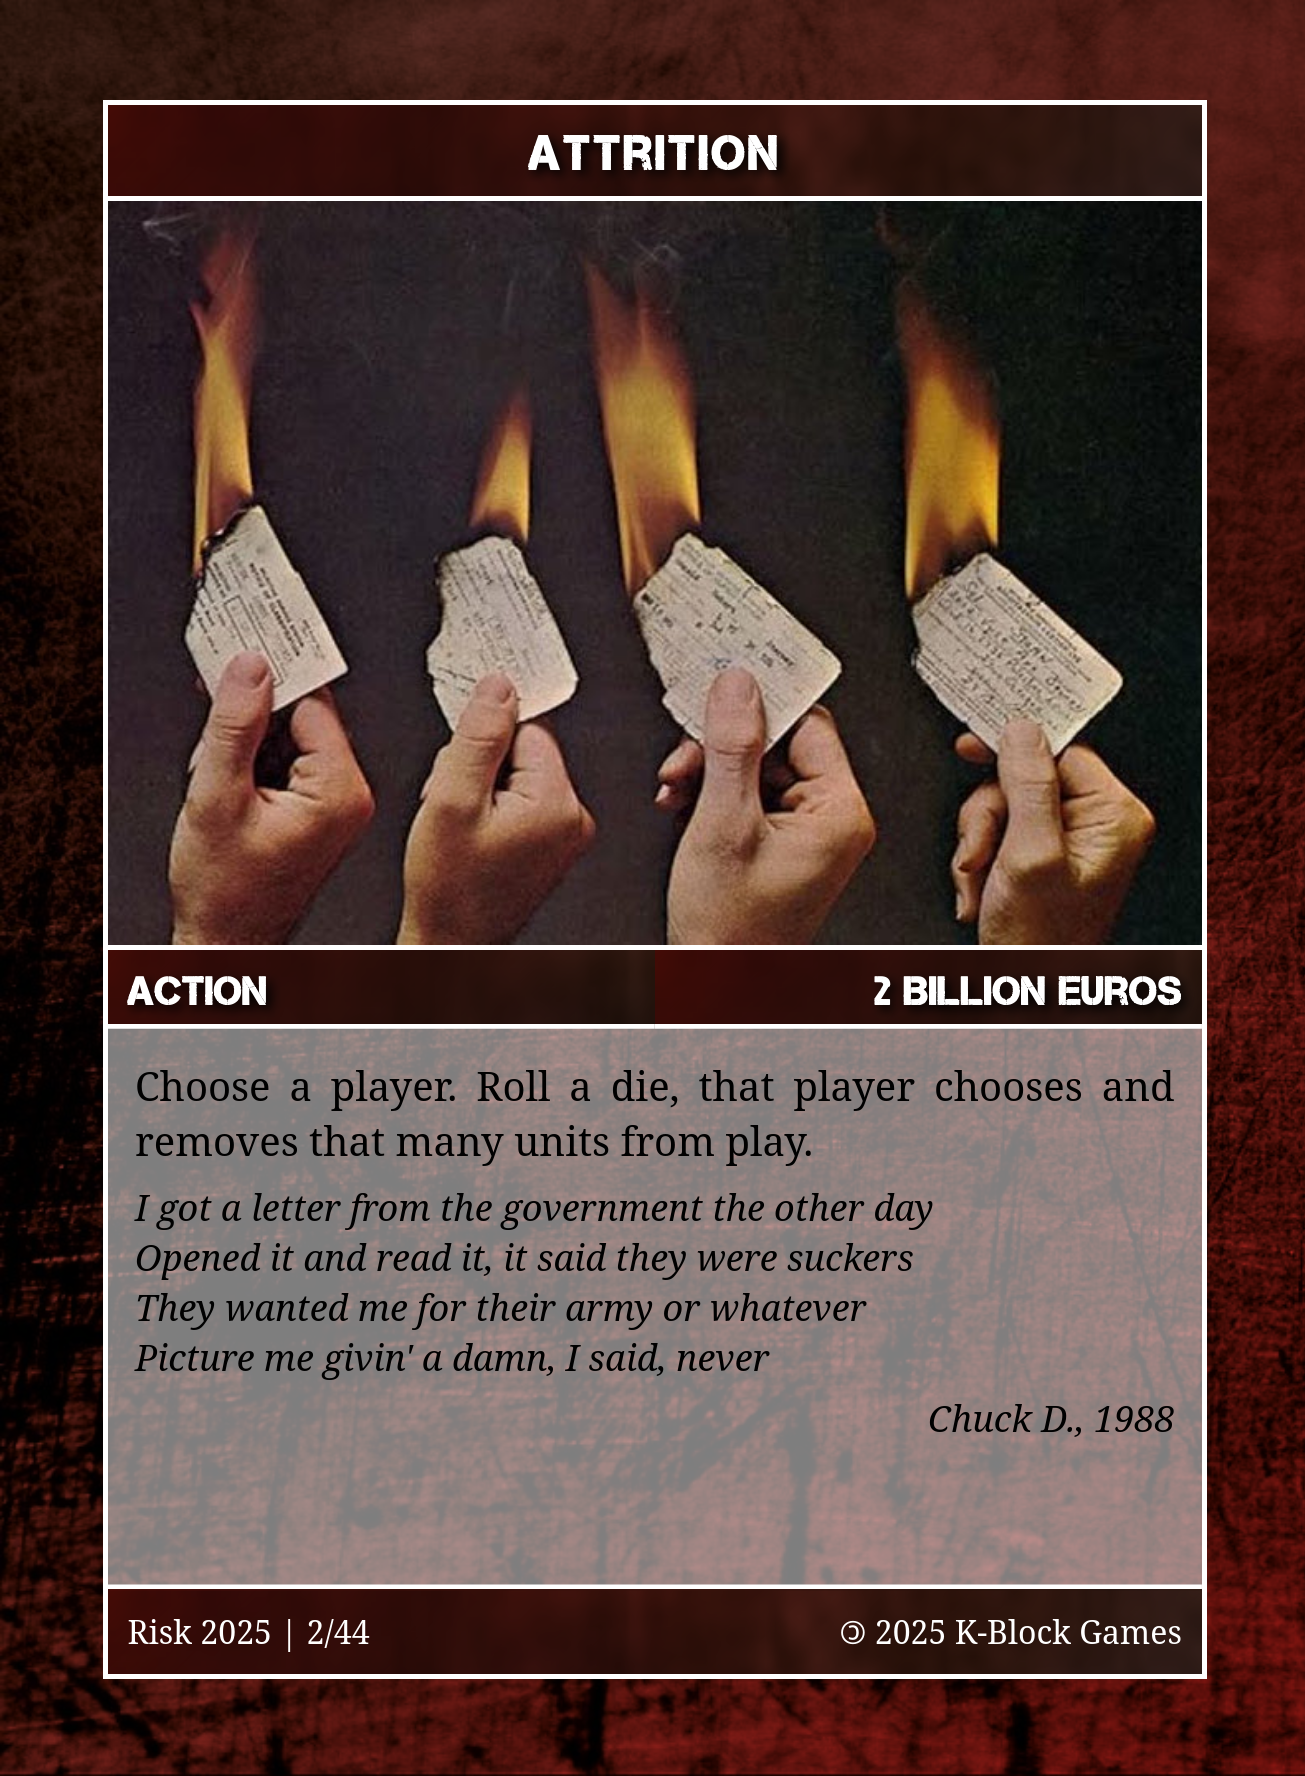 ATTRITION
ACTION
2 BILLION EUROS
Choose a player. Roll a die, that player chooses and
removes that many units from play.
I got a letter from the government the other day
Opened it and read it, it said they were suckers
They wanted me for their army or whatever
Picture me givin' a damn, I said, never
Chuck D., 1988
Risk 2025 | 2/44
🄯 2025 K-Block Games